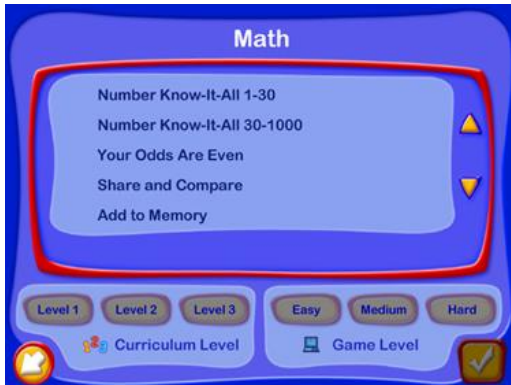 Math
Number Know-It-All 1-30
Number Know-It-All 30-1000
Your Odds Are Even
Share and Compare
Add to Memory
Level 1 Level 2 Level 3 Easy Medium Hard
123 Curriculum Level Game Level